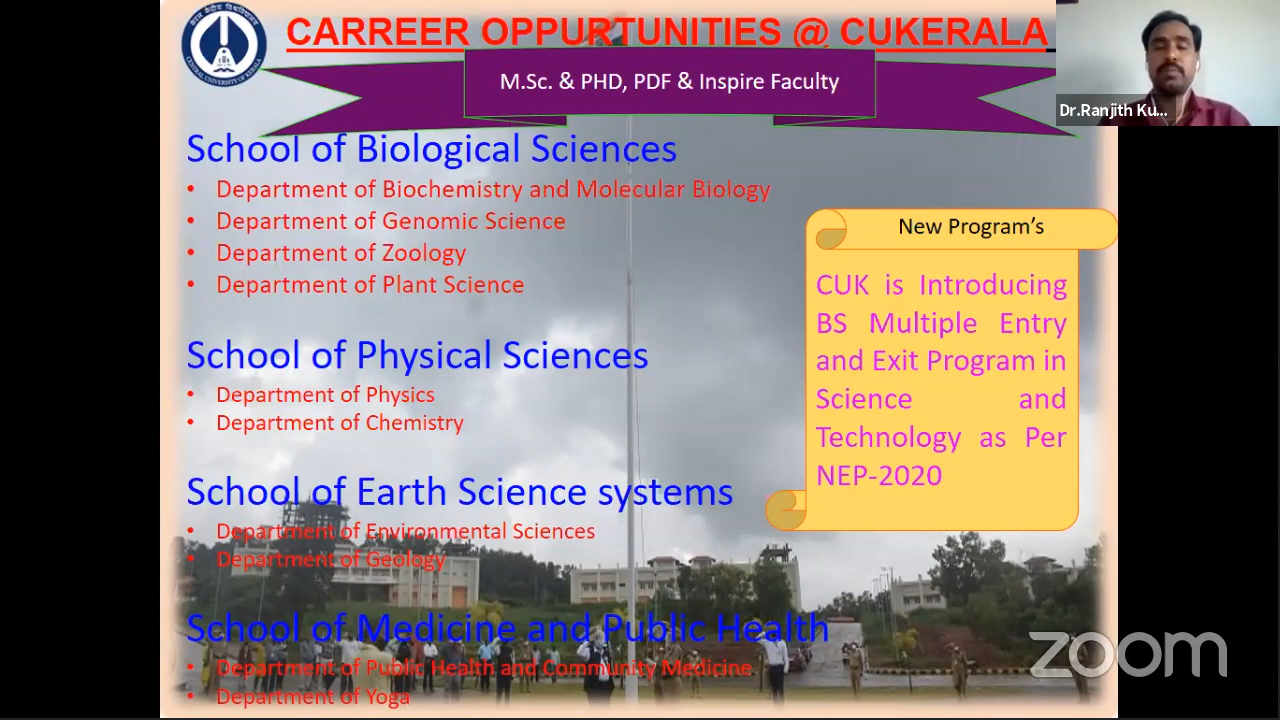 CARREER OPPURTUNITIES @ CUKERALA
M.Sc. & PHD, PDF & Inspire Faculty
Dr.Ranjith Ku...
School of Biological Sciences
• Department of Biochemistry and Molecular Biology
• Department of Genomic Science
• Department of Zoology
• Department of Plant Science
School of Physical Sciences
• Department of Physics
• Department of Chemistry
School of Earth Science systems
• Department of Environmental Sciences
• Department of Geology
School of Medicine and Public Health
• Department of Public Health and Community Medicine
• Department of Yoga
New Program's
CUK is Introducing
BS Multiple Entry
and Exit Program in
Science and
Technology as Per
NEP-2020
zoom